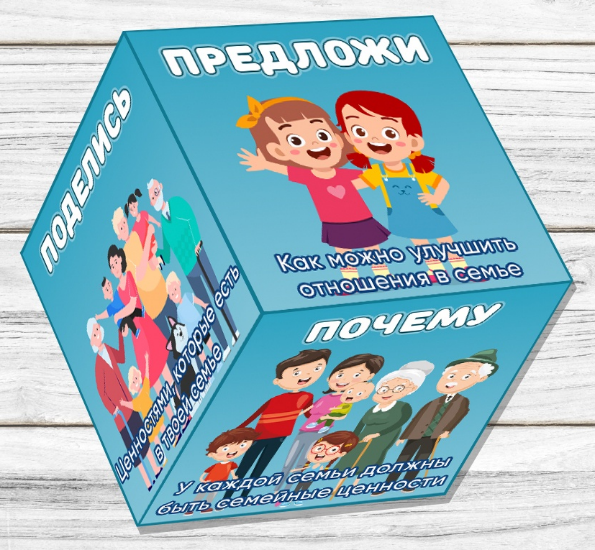 ПРЕДЛОЖИ
Как можно улучшить
отношения в семье
ПОДЕЛИСЬ
Ценностями, которые есть
в твоей семье
ПОЧЕМУ
У каждой семьи должны
быть семейные ценности